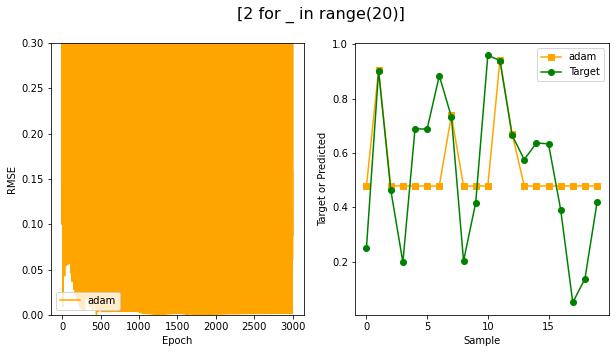 [2 for _ in range(20)]
RMSE
0.30
0.25
0.20
0.15
0.10
0.05
0.00
adam
0 500 1000 1500 2000 2500 3000
Epoch
Target or Predicted
1.0
0.8
0.6
0.4
0.2
adam
Target
0 5 10 15
Sample